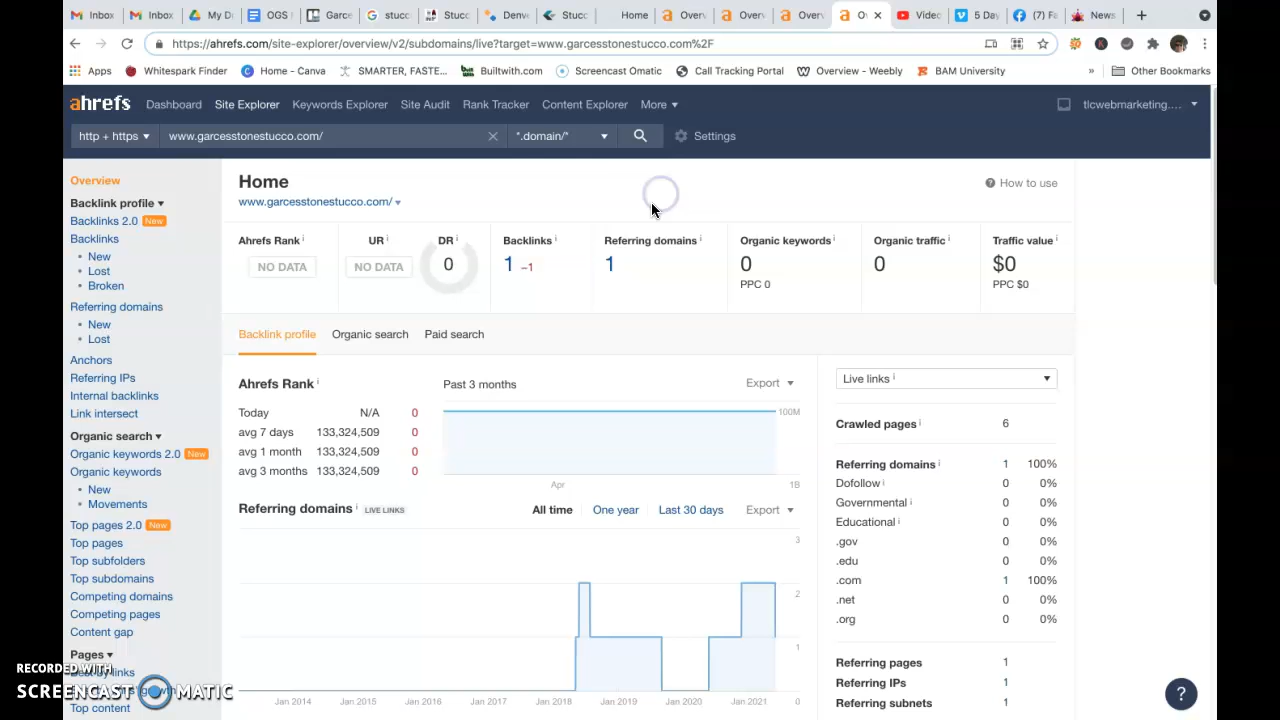 Inbox Inbox My D OGS Garce stucc Stucc Denve Stucc Home Overv Overv Overv O Video 5 Day (7) Fa News
https://ahrefs.com/site-explorer/overview/v2/subdomains/live?target=www.garcesstonestucco.com%2F
Apps Whitespark Finder Home - Canva SMARTER, FASTE... Builtwith.com Screencast Omatic Call Tracking Portal Overview - Weebly BAM University » Other Bookmarks
ahrefs Dashboard Site Explorer Keywords Explorer Site Audit Rank Tracker Content Explorer More tlcwebmarketing....
http + https www.garcesstonestucco.com/ *.domain/* Settings
Overview
Backlink profile
Backlinks 2.0 New
Backlinks
New
Lost
Broken
Referring domains
New
Lost
Anchors
Referring IPs
Internal backlinks
Link intersect
Organic search
Organic keywords 2.0 New
Organic keywords
New
Movements
Top pages 2.0 New
Top pages
Top subfolders
Top subdomains
Competing domains
Competing pages
Content gap
Pages
Top content
RECORDED WITH
SCREENCAST MATIC
Home How to use
www.garcesstonestucco.com/
Ahrefs Rank UR DR Backlinks Referring domains Organic keywords Organic traffic Traffic value
NO DATA NO DATA 0 1 -1 1 0 0 $0
PPC 0 PPC $0
Backlink profile Organic search Paid search
Ahrefs Rank Past 3 months Export
Today N/A 0
avg 7 days 133,324,509 0
avg 1 month 133,324,509 0
avg 3 months 133,324,509 0
100M
Apr 1B
Referring domains LIVE LINKS All time One year Last 30 days Export
3
2
1
Jan 2014 Jan 2015 Jan 2016 Jan 2017 Jan 2018 Jan 2019 Jan 2020 Jan 2021 0
Live links
Crawled pages 6
Referring domains 1 100%
Dofollow 0 0%
Governmental 0 0%
Educational 0 0%
.gov 0 0%
.edu 0 0%
.com 1 100%
.net 0 0%
.org 0 0%
Referring pages 1
Referring IPs 1
Referring subnets 1
?